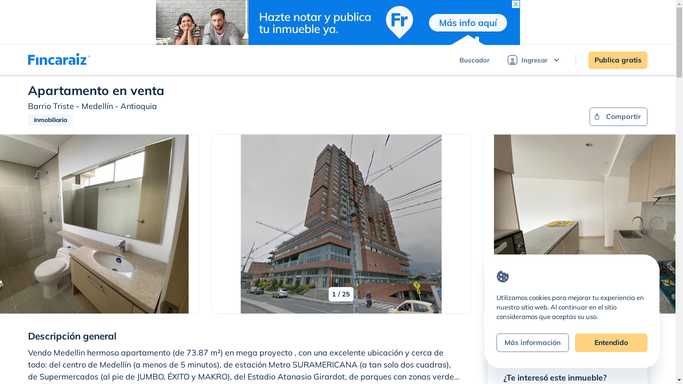 Hazte notar y publica
tu inmueble ya.
Fr
Más info aquí
Fincaraiz
Buscador
Ingresar
Publica gratis
Apartamento en venta
Barrio Triste - Medellín - Antioquia
Inmobiliaria
Compartir
1 / 25
Utilizamos cookies para mejorar tu experiencia en
nuestro sitio web. Al continuar en el sitio
consideramos que aceptas su uso.
Más información
Entendido
Descripción general
Vendo Medellin hermoso apartamento (de 73.87 m²) en mega proyecto , con una excelente ubicación y cerca de
todo: del centro de Medellín (a menos de 5 minutos), de estación Metro SURAMERICANA (a tan solo dos cuadras),
de Supermercados (al pie de JUMBO, ÉXITO y MAKRO), del Estadio Atanasio Girardot, de parques con zonas verde...
¿Te interesó este inmueble?